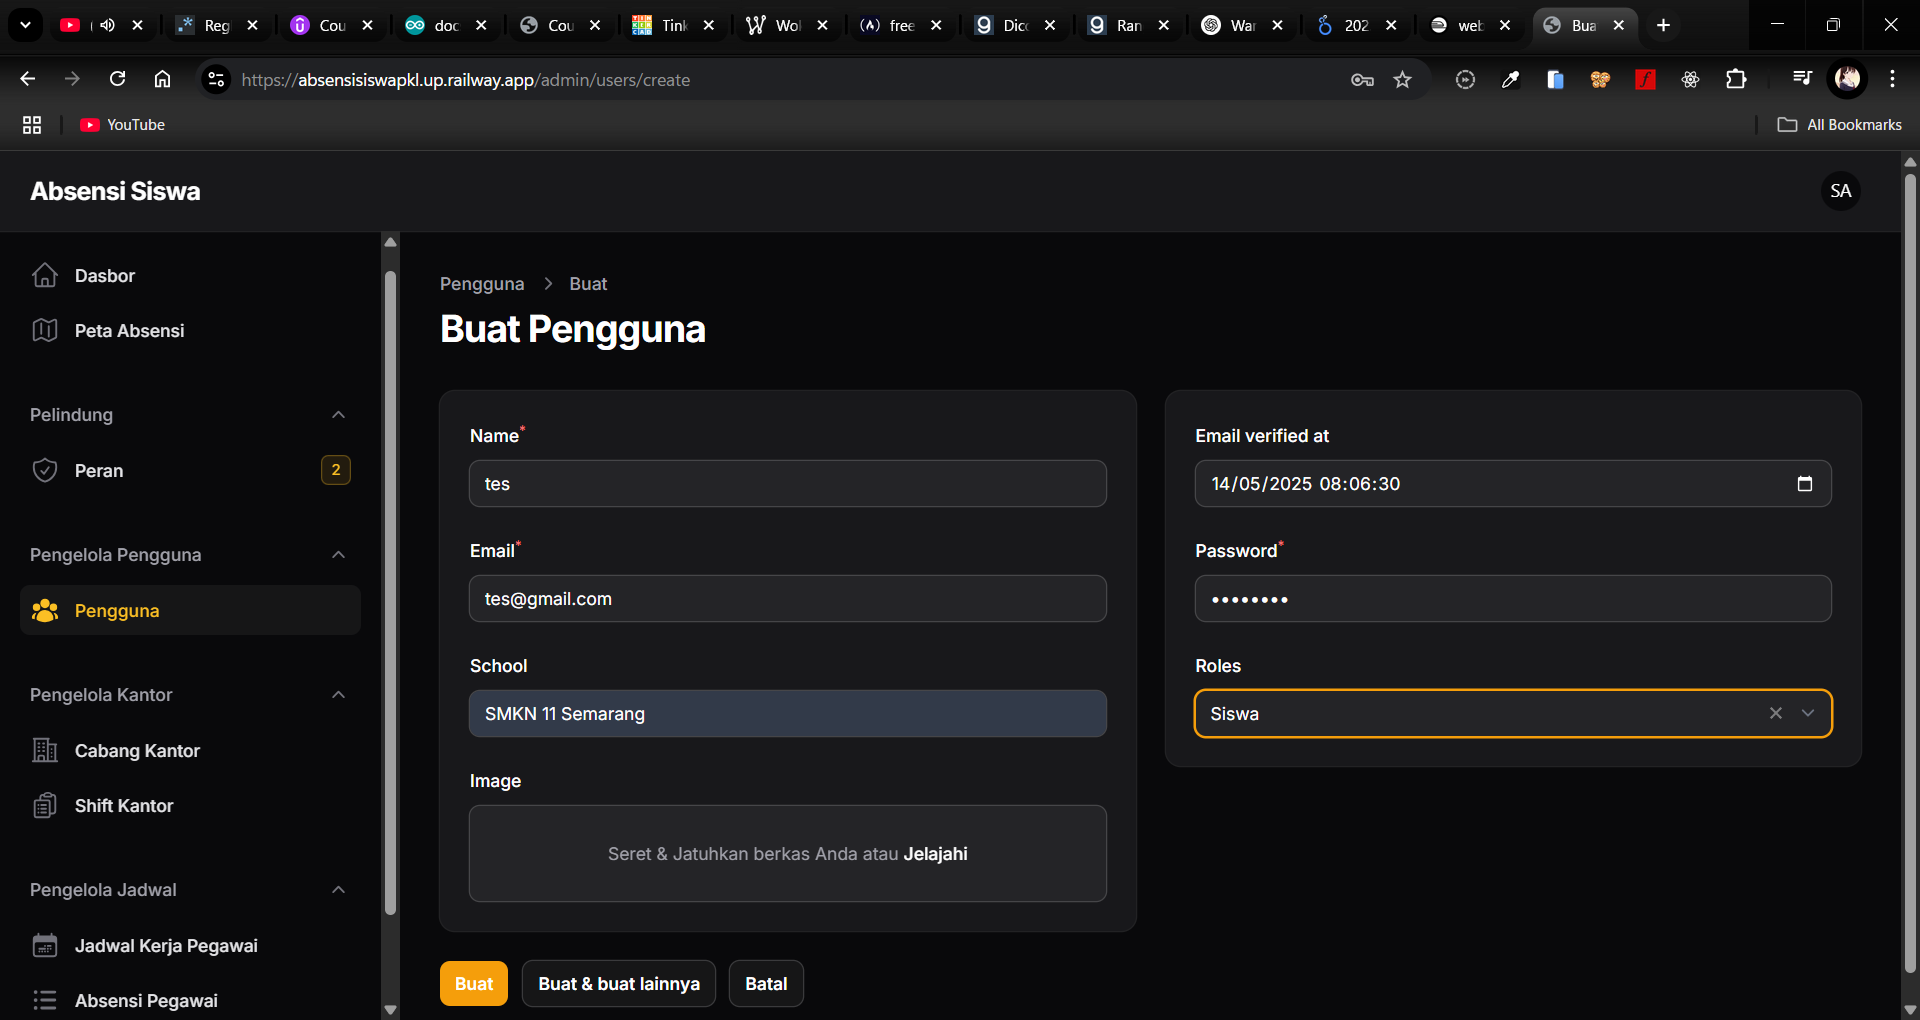 Reg
Cou
doc
Cou
Tink
Wo
free
Dico
Ran
War
202
web
Bua
https://absensisiswapkl.up.railway.app/admin/users/create
YouTube
All Bookmarks
Absensi Siswa
SA
Dasbor
Peta Absensi
Pelindung
Peran
2
Pengelola Pengguna
Pengguna
Pengelola Kantor
Cabang Kantor
Shift Kantor
Pengelola Jadwal
Jadwal Kerja Pegawai
Absensi Pegawai
Pengguna > Buat
Buat Pengguna
Name*
tes
Email*
tes@gmail.com
School
SMKN 11 Semarang
Image
Seret & Jatuhkan berkas Anda atau Jelajahi
Email verified at
14/05/2025 08:06:30
Password*
••••••••
Roles
Siswa
Buat
Buat & buat lainnya
Batal